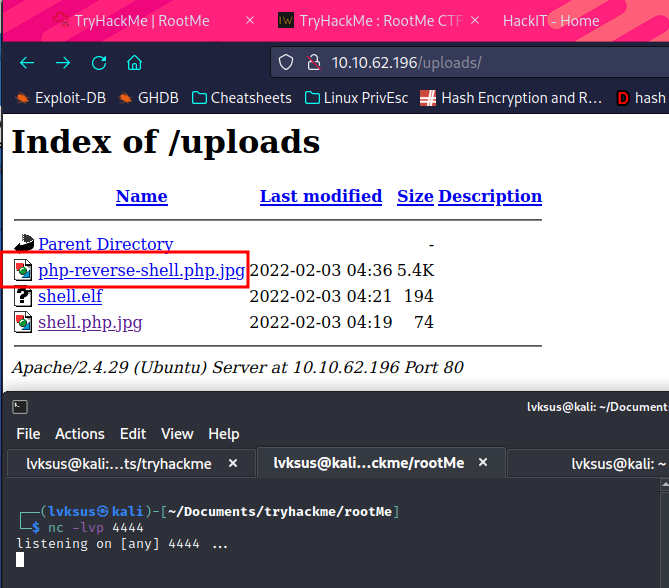 TryHackMe | RootMe × TryHackMe : RootMe CTF × HackIT - Home
10.10.62.196/uploads/
Exploit-DB GHDB Cheatsheets Linux PrivEsc Hash Encryption and R… hash
Index of /uploads
Name Last modified Size Description
Parent Directory -
php-reverse-shell.php.jpg 2022-02-03 04:36 5.4K
shell.elf 2022-02-03 04:21 194
shell.php.jpg 2022-02-03 04:19 74
Apache/2.4.29 (Ubuntu) Server at 10.10.62.196 Port 80
lvksus@kali: ~/Document
File Actions Edit View Help
lvksus@kali:…ts/tryhackme × lvksus@kali…ckme/rootMe × lvksus@kali: ~
┌──(lvksus㉿kali)-[~/Documents/tryhackme/rootMe]
└─$ nc -lvp 4444
listening on [any] 4444 ...